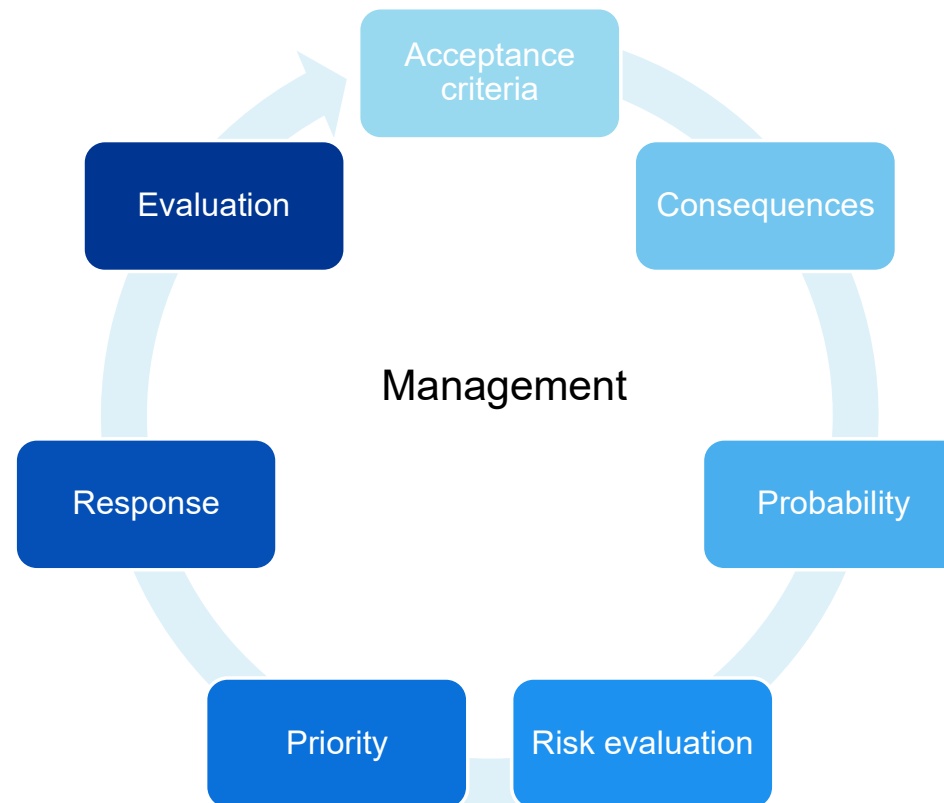 Acceptance
criteria
Consequences
Probability
Risk evaluation
Priority
Response
Evaluation
Management